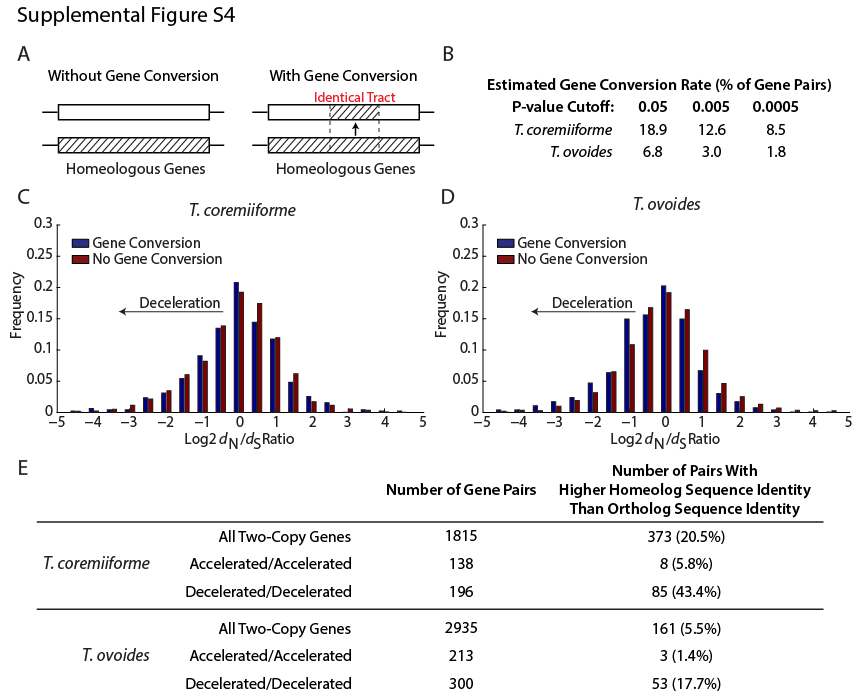 Supplemental Figure S4
A
Without Gene Conversion
With Gene Conversion
Identical Tract
Homeologous Genes
Homeologous Genes
B
Estimated Gene Conversion Rate (% of Gene Pairs)
P-value Cutoff: 0.05 0.005 0.0005
T. coremiiforme 18.9 12.6 8.5
T. ovoides 6.8 3.0 1.8
C
T. coremiiforme
0.3
0.25
0.2
0.15
0.1
0.05
0
Frequency
Gene Conversion
No Gene Conversion
Deceleration
−5 −4 −3 −2 −1 0 1 2 3 4 5
Log2 dN/dS Ratio
D
T. ovoides
0.3
0.25
0.2
0.15
0.1
0.05
0
Frequency
Gene Conversion
No Gene Conversion
Deceleration
−5 −4 −3 −2 −1 0 1 2 3 4 5
Log2 dN/dS Ratio
E
Number of Gene Pairs
Number of Pairs With
Higher Homeolog Sequence Identity
Than Ortholog Sequence Identity
T. coremiiforme
All Two-Copy Genes 1815 373 (20.5%)
Accelerated/Accelerated 138 8 (5.8%)
Decelerated/Decelerated 196 85 (43.4%)
T. ovoides
All Two-Copy Genes 2935 161 (5.5%)
Accelerated/Accelerated 213 3 (1.4%)
Decelerated/Decelerated 300 53 (17.7%)